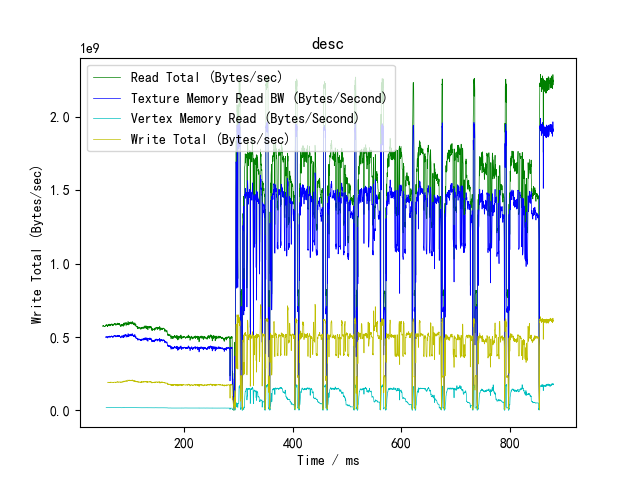 desc
1e9
Read Total (Bytes/sec)
Texture Memory Read BW (Bytes/Second)
Vertex Memory Read (Bytes/Second)
Write Total (Bytes/sec)
2.0
1.5
1.0
0.5
0.0
Write Total (Bytes/sec)
200 400 600 800
Time / ms